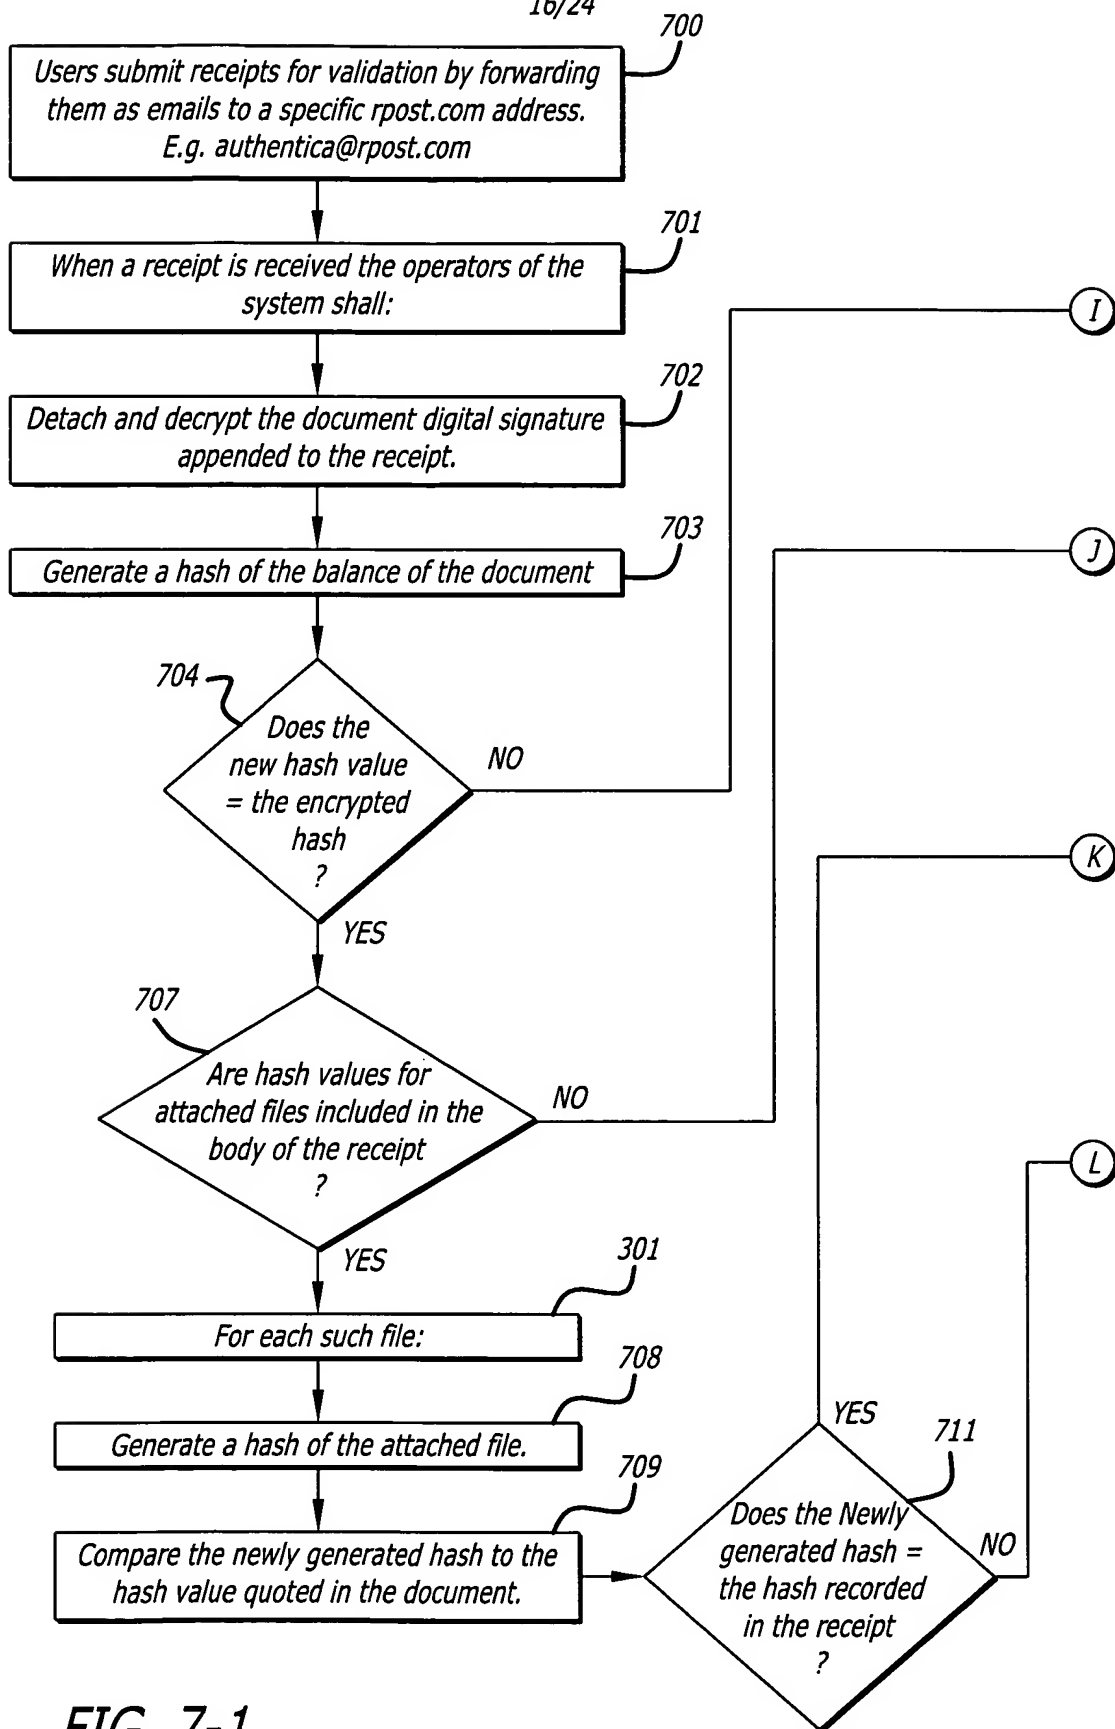 16/24
700
Users submit receipts for validation by forwarding
them as emails to a specific rpost.com address.
E.g. authentica@rpost.com
701
When a receipt is received the operators of the
system shall:
I
702
Detach and decrypt the document digital signature
appended to the receipt.
703
Generate a hash of the balance of the document
J
704
Does the
new hash value
= the encrypted
hash
?
NO
YES
K
707
Are hash values for
attached files included in the
body of the receipt
?
NO
YES
L
301
For each such file:
708
Generate a hash of the attached file.
709
Compare the newly generated hash to the
hash value quoted in the document.
YES
711
Does the Newly
generated hash =
the hash recorded
in the receipt
?
NO
FIG. 7-1